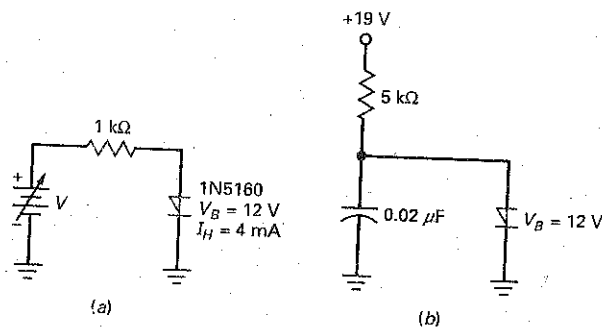 +19 V
5 kΩ
1 kΩ
+
V
-
1N5160
V_B = 12 V
I_H = 4 mA
0.02 μF
V_B = 12 V
(a)
(b)